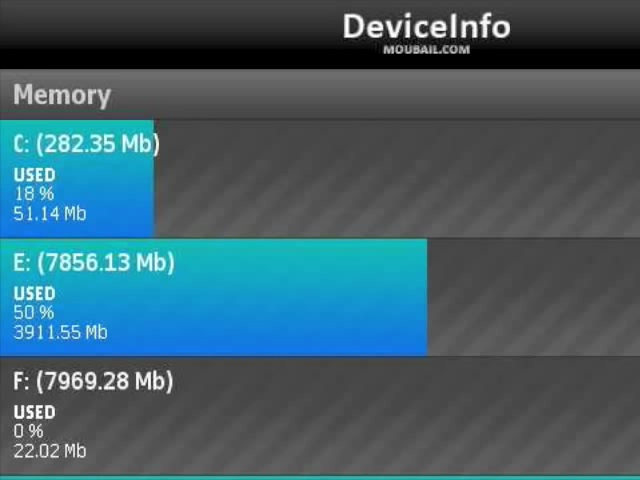 DeviceInfo
MOUBAIL.COM
Memory
C: (282.35 Mb)
USED
18 %
51.14 Mb
E: (7856.13 Mb)
USED
50 %
3911.55 Mb
F: (7969.28 Mb)
USED
0 %
22.02 Mb